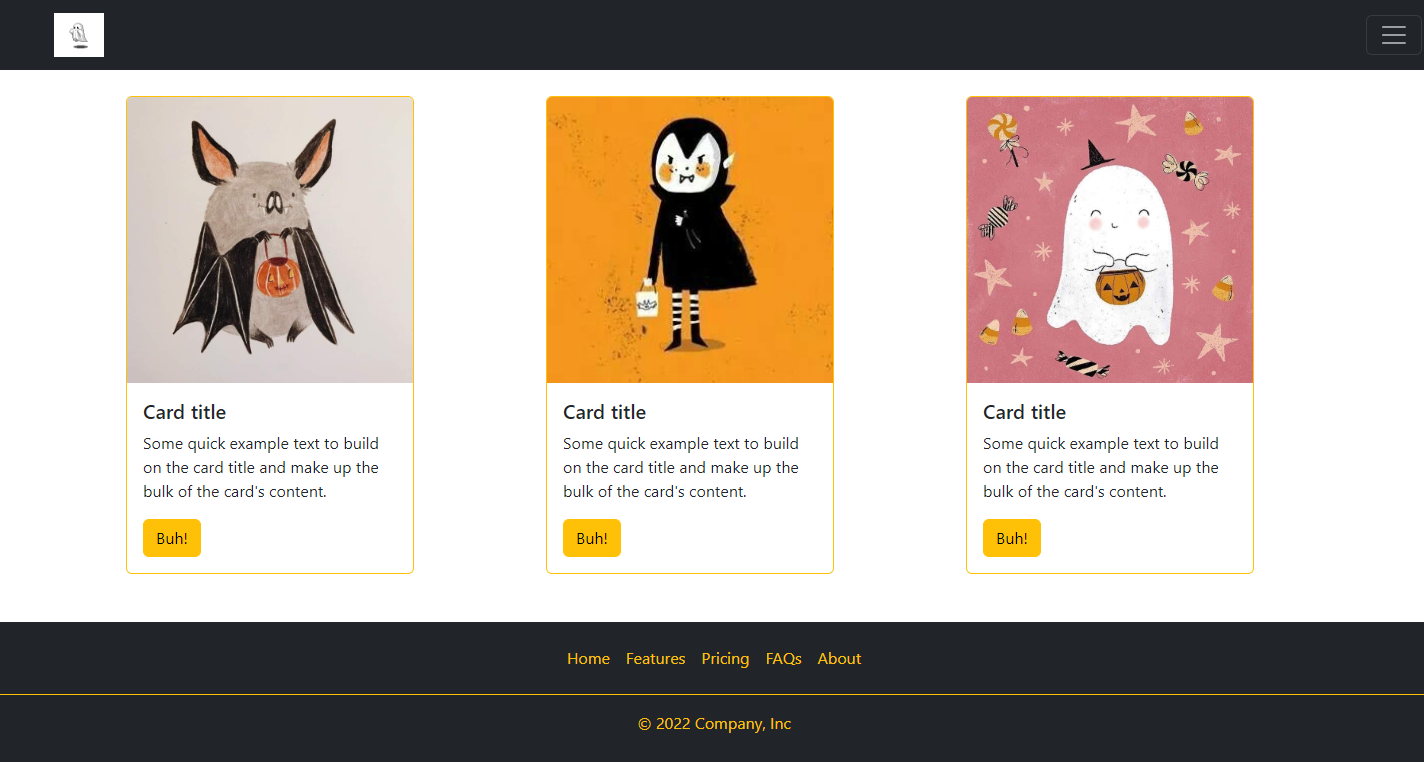 Card title
Some quick example text to build
on the card title and make up the
bulk of the card's content.
Buh!
Card title
Some quick example text to build
on the card title and make up the
bulk of the card's content.
Buh!
Card title
Some quick example text to build
on the card title and make up the
bulk of the card's content.
Buh!
Home Features Pricing FAQs About
© 2022 Company, Inc